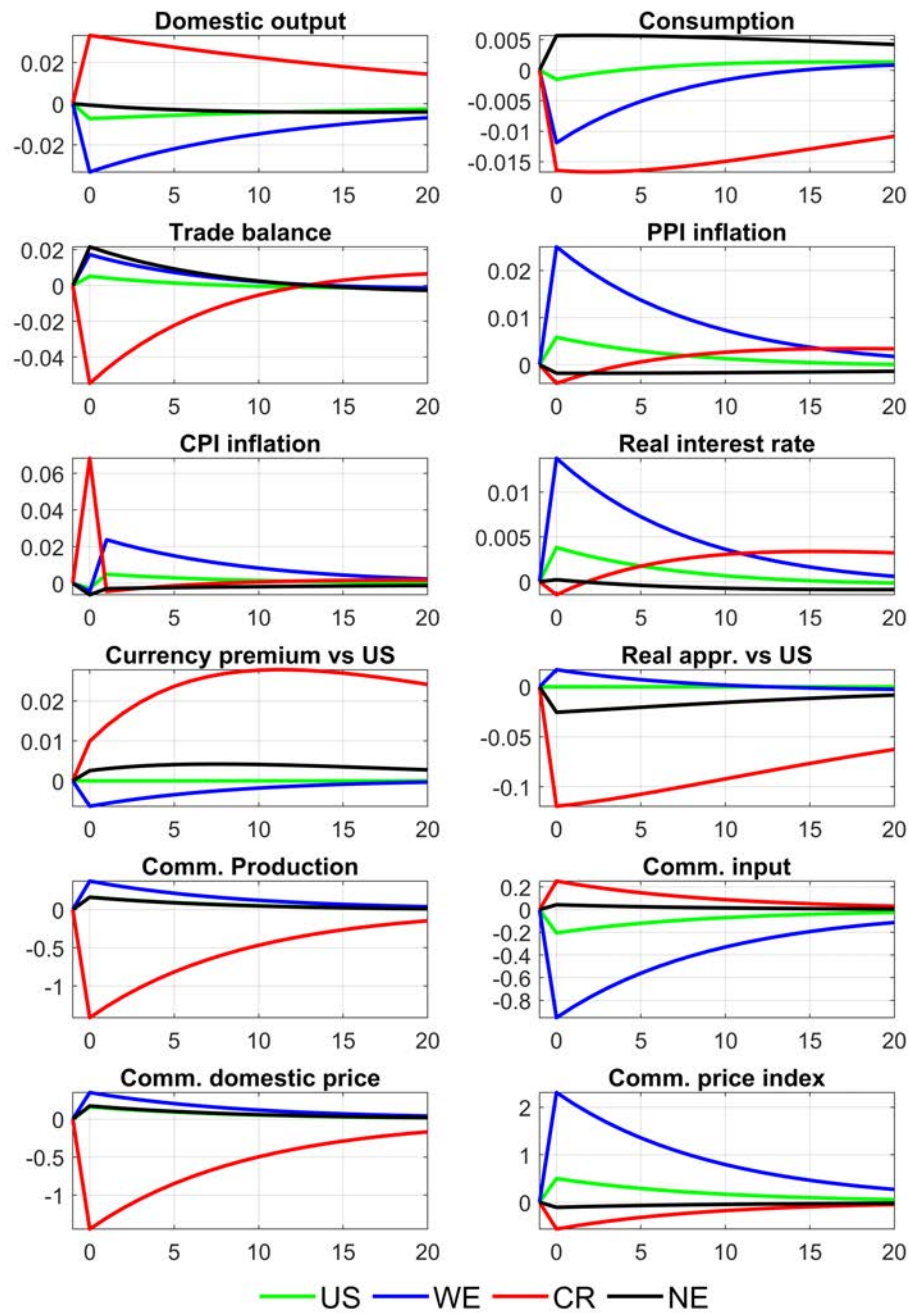 Domestic output
0.02
0
-0.02
0 5 10 15 20
Consumption
0.005
0
-0.005
-0.01
-0.015
0 5 10 15 20
Trade balance
0.02
0
-0.02
-0.04
0 5 10 15 20
PPI inflation
0.02
0.01
0
0 5 10 15 20
CPI inflation
0.06
0.04
0.02
0
0 5 10 15 20
Real interest rate
0.01
0.005
0
0 5 10 15 20
Currency premium vs US
0.02
0.01
0
0 5 10 15 20
Real appr. vs US
0
-0.05
-0.1
0 5 10 15 20
Comm. Production
0
-0.5
-1
0 5 10 15 20
Comm. input
0.2
0
-0.2
-0.4
-0.6
-0.8
0 5 10 15 20
Comm. domestic price
0
-0.5
-1
0 5 10 15 20
Comm. price index
2
1
0
0 5 10 15 20
US WE CR NE